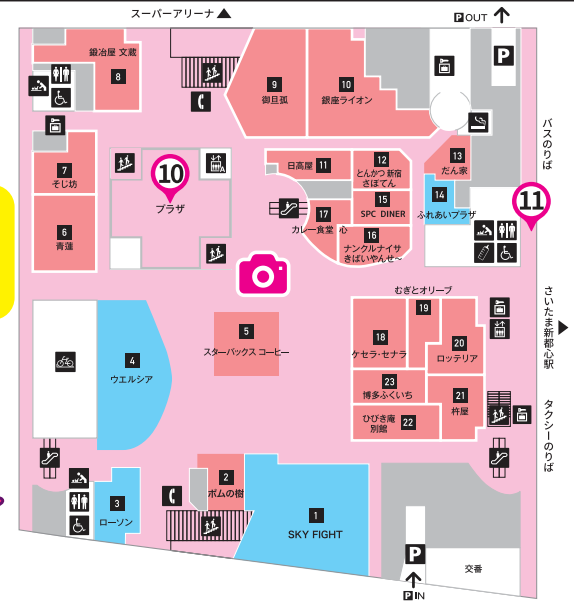 スーパーアリーナ
P OUT
P
鍛冶屋 文蔵
8
9
御旦孤
10
銀座ライオン
バスのりば
7
そじ坊
10
プラザ
日高屋 11
12
とんかつ 新宿
さぼてん
13
だん家
6
青蓮
17
カレー食堂 心
15
SPC DINER
14
ふれあいプラザ
11
16
ナンクルナイサ
きばいやんせ〜
むぎとオリーブ
さいたま新都心駅
4
ウエルシア
5
スターバックス コーヒー
18
ケセラ・セナラ
19
20
ロッテリア
23
博多ふくいち
21
杵屋
ひびき庵
別館 22
タクシーのりば
3
ローソン
2
ポムの樹
1
SKY FIGHT
P
交番
P IN